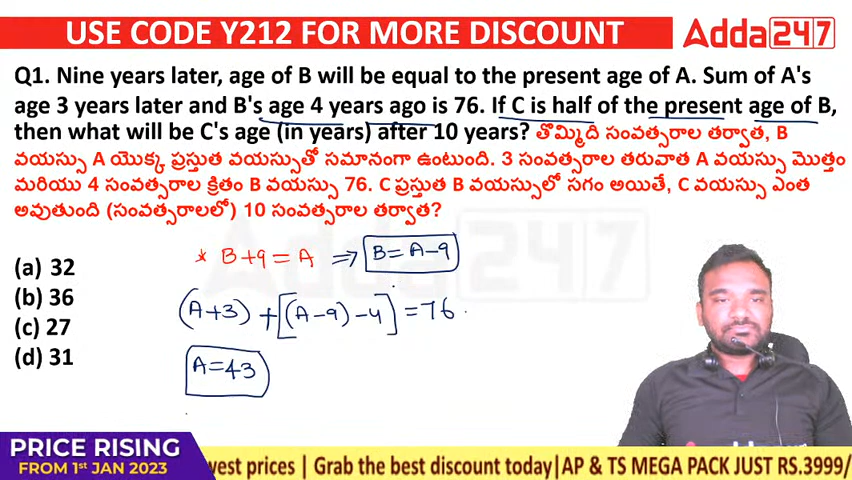 USE CODE Y212 FOR MORE DISCOUNT
Adda247
Q1. Nine years later, age of B will be equal to the present age of A. Sum of A's
age 3 years later and B's age 4 years ago is 76. If C is half of the present age of B,
then what will be C's age (in years) after 10 years? తొమ్మిది సంవత్సరాల తర్వాత, B
వయస్సు A యొక్క ప్రస్తుత వయస్సుతో సమానంగా ఉంటుంది. 3 సంవత్సరాల తరువాత A వయస్సు మొత్తం
మరియు 4 సంవత్సరాల క్రితం B వయస్సు 76. C ప్రస్తుత B వయస్సులో సగం అయితే, C వయస్సు ఎంత
అవుతుంది (సంవత్సరాలలో) 10 సంవత్సరాల తర్వాత?
Adda247
* B+9=A ⇒ B=A-9
(a) 32
(b) 36
(A+3)+[(A-9)-4]=76.
(c) 27
(d) 31
A=43
PRICE RISING
FROM 1ST JAN 2023
west prices | Grab the best discount today|AP & TS MEGA PACK JUST RS.3999/